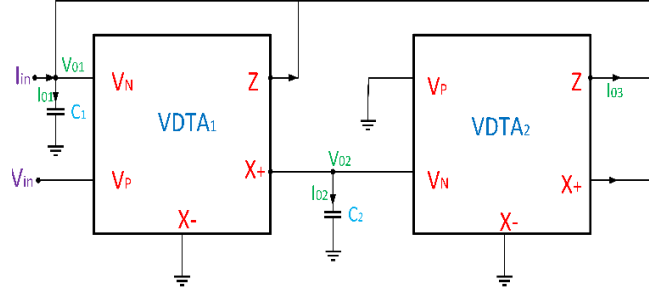 Iin
V01
VN
Z
I01
C1
VDTA1
Vin
VP
X+
X-
V02
I02
C2
VP
Z
I03
VDTA2
VN
X+
X-